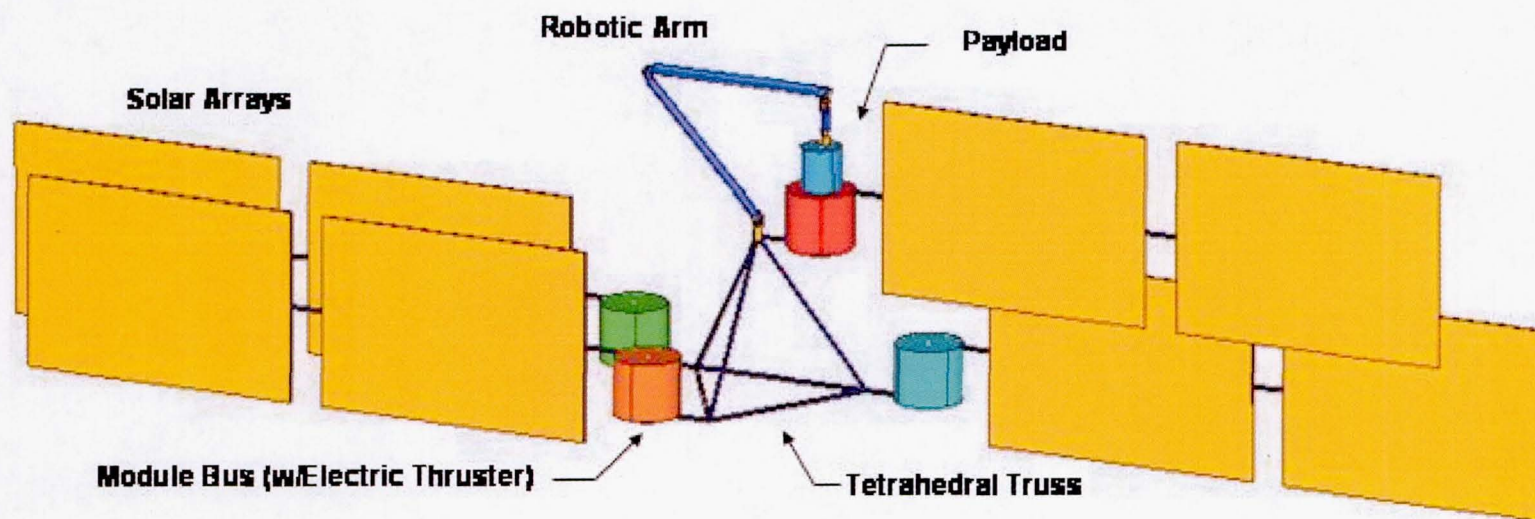 Robotic Arm
Payload
Solar Arrays
Module Bus (w/Electric Thruster)
Tetrahedral Truss